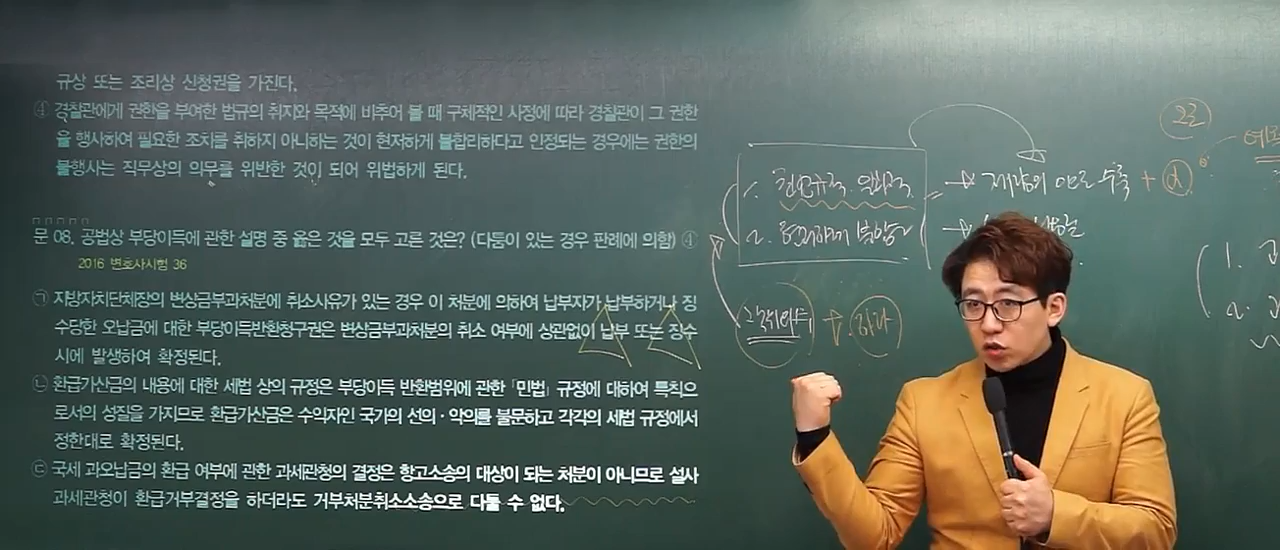 규상 또는 조리상 신청권을 가진다.
④ 경찰관에게 권한을 부여한 법규의 취지와 목적에 비추어 볼 때 구체적인 사정에 따라 경찰관이 그 권한
을 행사하여 필요한 조치를 취하지 아니하는 것이 현저하게 불합리하다고 인정되는 경우에는 권한의
불행사는 직무상의 의무를 위반한 것이 되어 위법하게 된다.
문 08. 공법상 부당이득에 관한 설명 중 옳은 것을 모두 고른 것은? (다툼이 있는 경우 판례에 의함) ④
2016 변호사시험 36
㉠ 지방자치단체장의 변상금부과처분에 취소사유가 있는 경우 이 처분에 의하여 납부자가 납부하거나 징
수당한 오납금에 대한 부당이득반환청구권은 변상금부과처분의 취소 여부에 상관없이 납부 또는 징수
시에 발생하여 확정된다.
㉡ 환급가산금의 내용에 대한 세법 상의 규정은 부당이득 반환범위에 관한 「민법」 규정에 대하여 특칙으
로서의 성질을 가지므로 환급가산금은 수익자인 국가의 선의·악의를 불문하고 각각의 세법 규정에서
정한대로 확정된다.
㉢ 국세 과오납금의 환급 여부에 관한 과세관청의 결정은 항고소송의 대상이 되는 처분이 아니므로 설사
과세관청이 환급거부결정을 하더라도 거부처분취소소송으로 다툴 수 없다.
1.
2.
→ 재량의 0으로 수축 + α
1.
2.